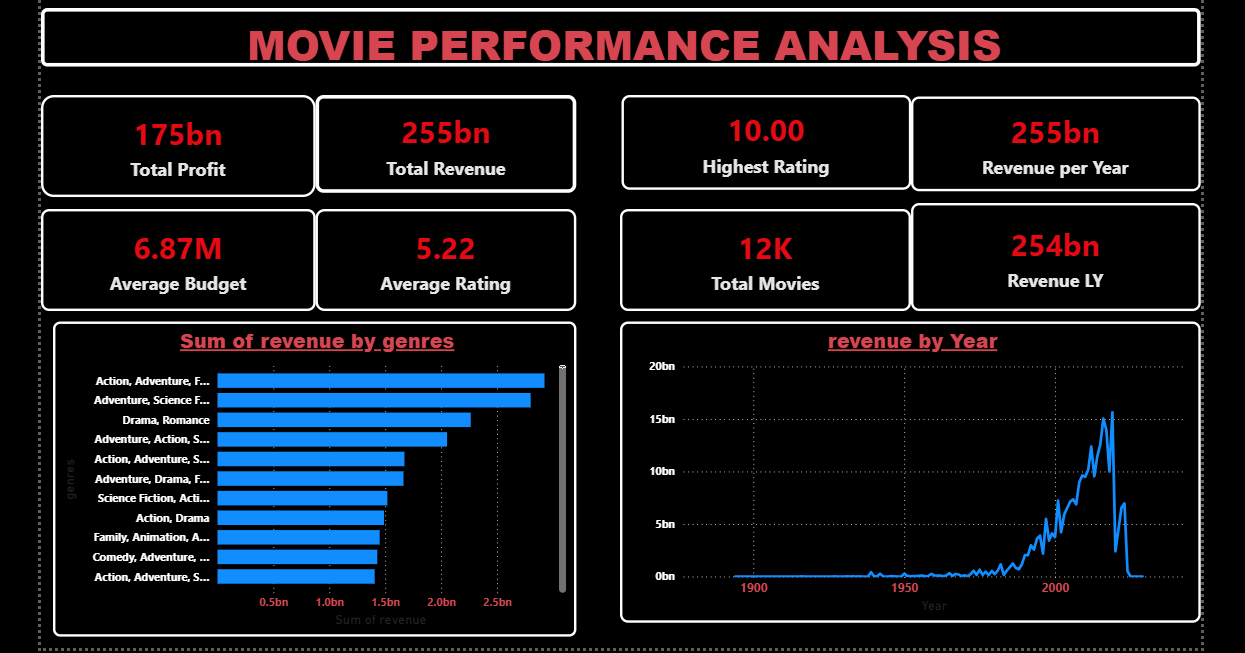 MOVIE PERFORMANCE ANALYSIS
175bn
Total Profit
255bn
Total Revenue
10.00
Highest Rating
255bn
Revenue per Year
6.87M
Average Budget
5.22
Average Rating
12K
Total Movies
254bn
Revenue LY
Sum of revenue by genres
genres
Action, Adventure, F...
Adventure, Science F...
Drama, Romance
Adventure, Action, S...
Action, Adventure, S...
Adventure, Drama, F...
Science Fiction, Acti...
Action, Drama
Family, Animation, A...
Comedy, Adventure, ...
Action, Adventure, S...
0.5bn 1.0bn 1.5bn 2.0bn 2.5bn
Sum of revenue
revenue by Year
20bn
15bn
10bn
5bn
0bn
1900 1950 2000
Year